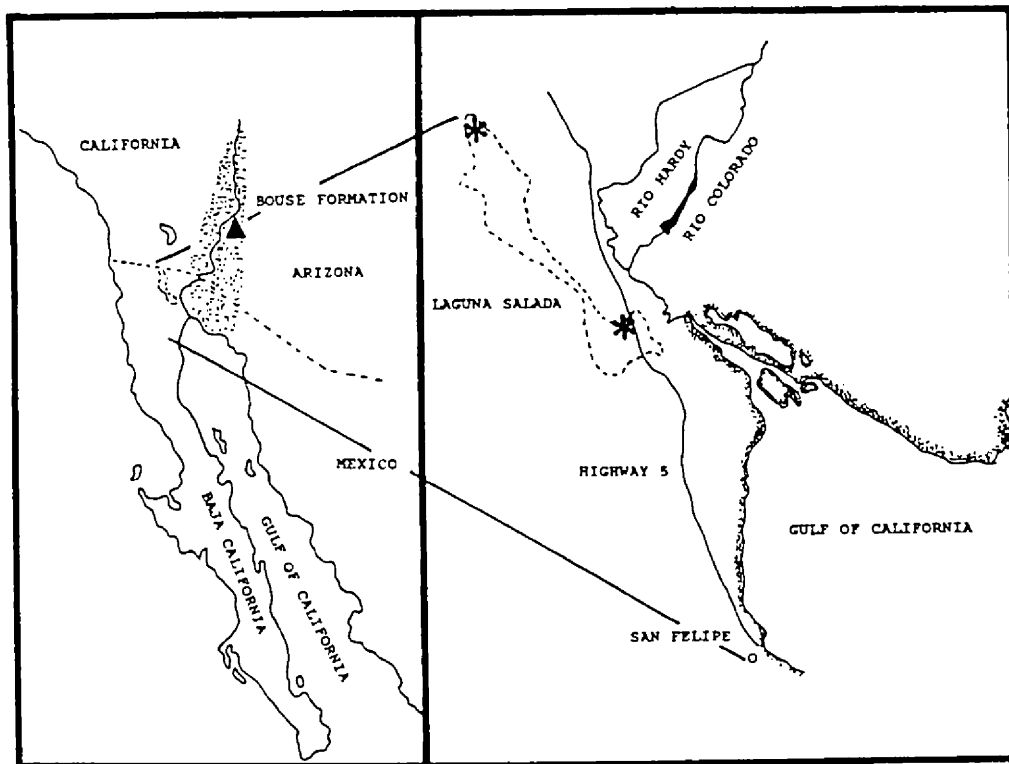 CALIFORNIA
BOUSE FORMATION
ARIZONA
MEXICO
BAJA CALIFORNIA
GULF OF CALIFORNIA
RIO HARDY
RIO COLORADO
LAGUNA SALADA
HIGHWAY 5
GULF OF CALIFORNIA
SAN FELIPE